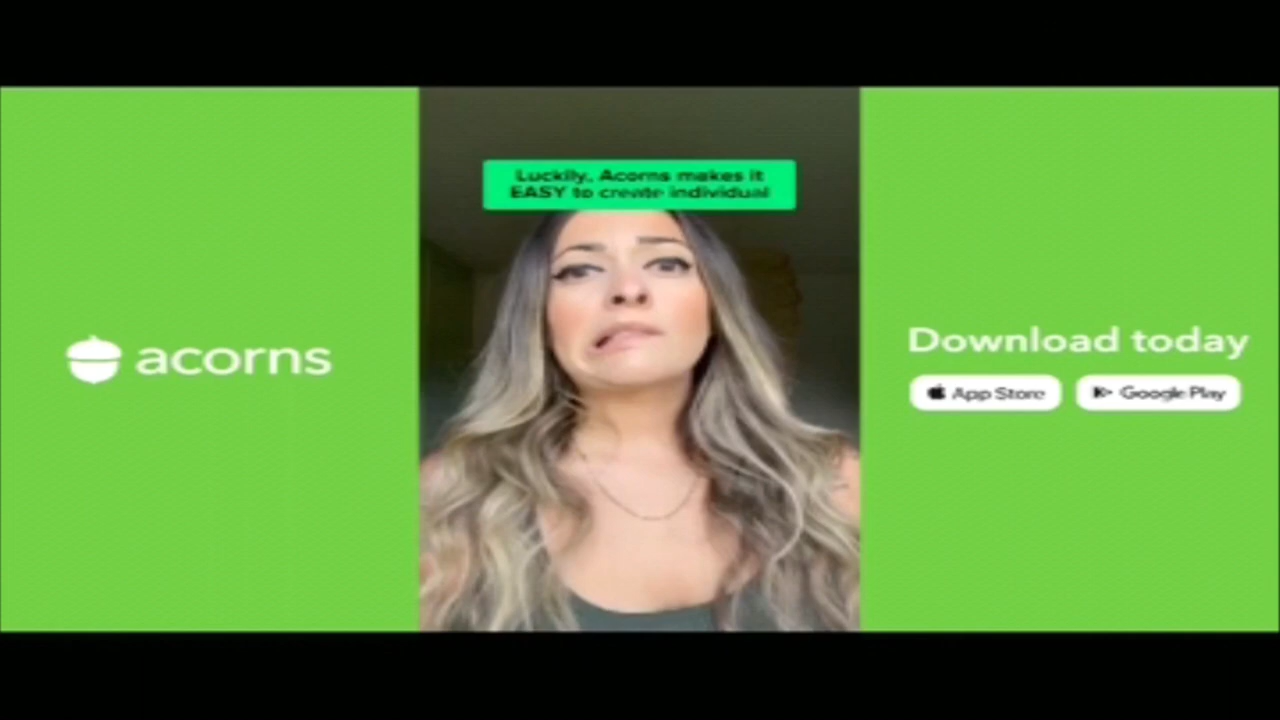 Luckily, Acorns makes it
EASY to create individual
acorns
Download today
App Store
Google Play